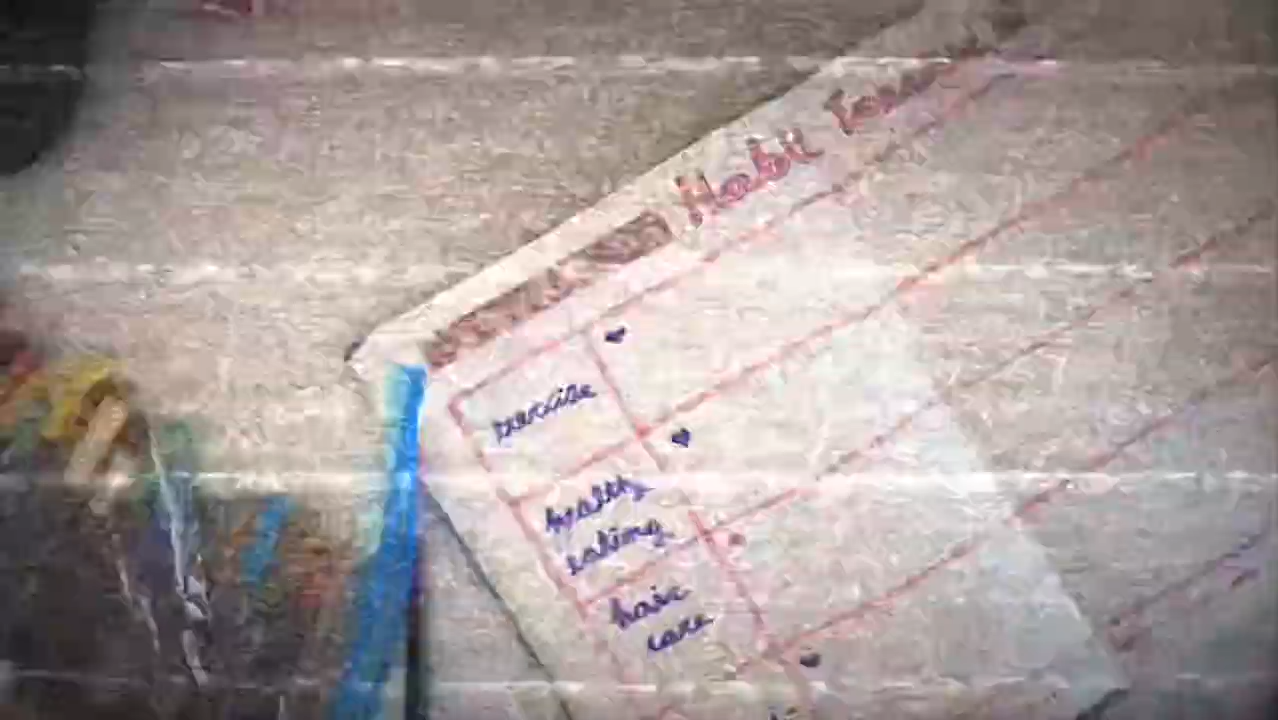 Habit
exercise
healthy
eating
hair
care